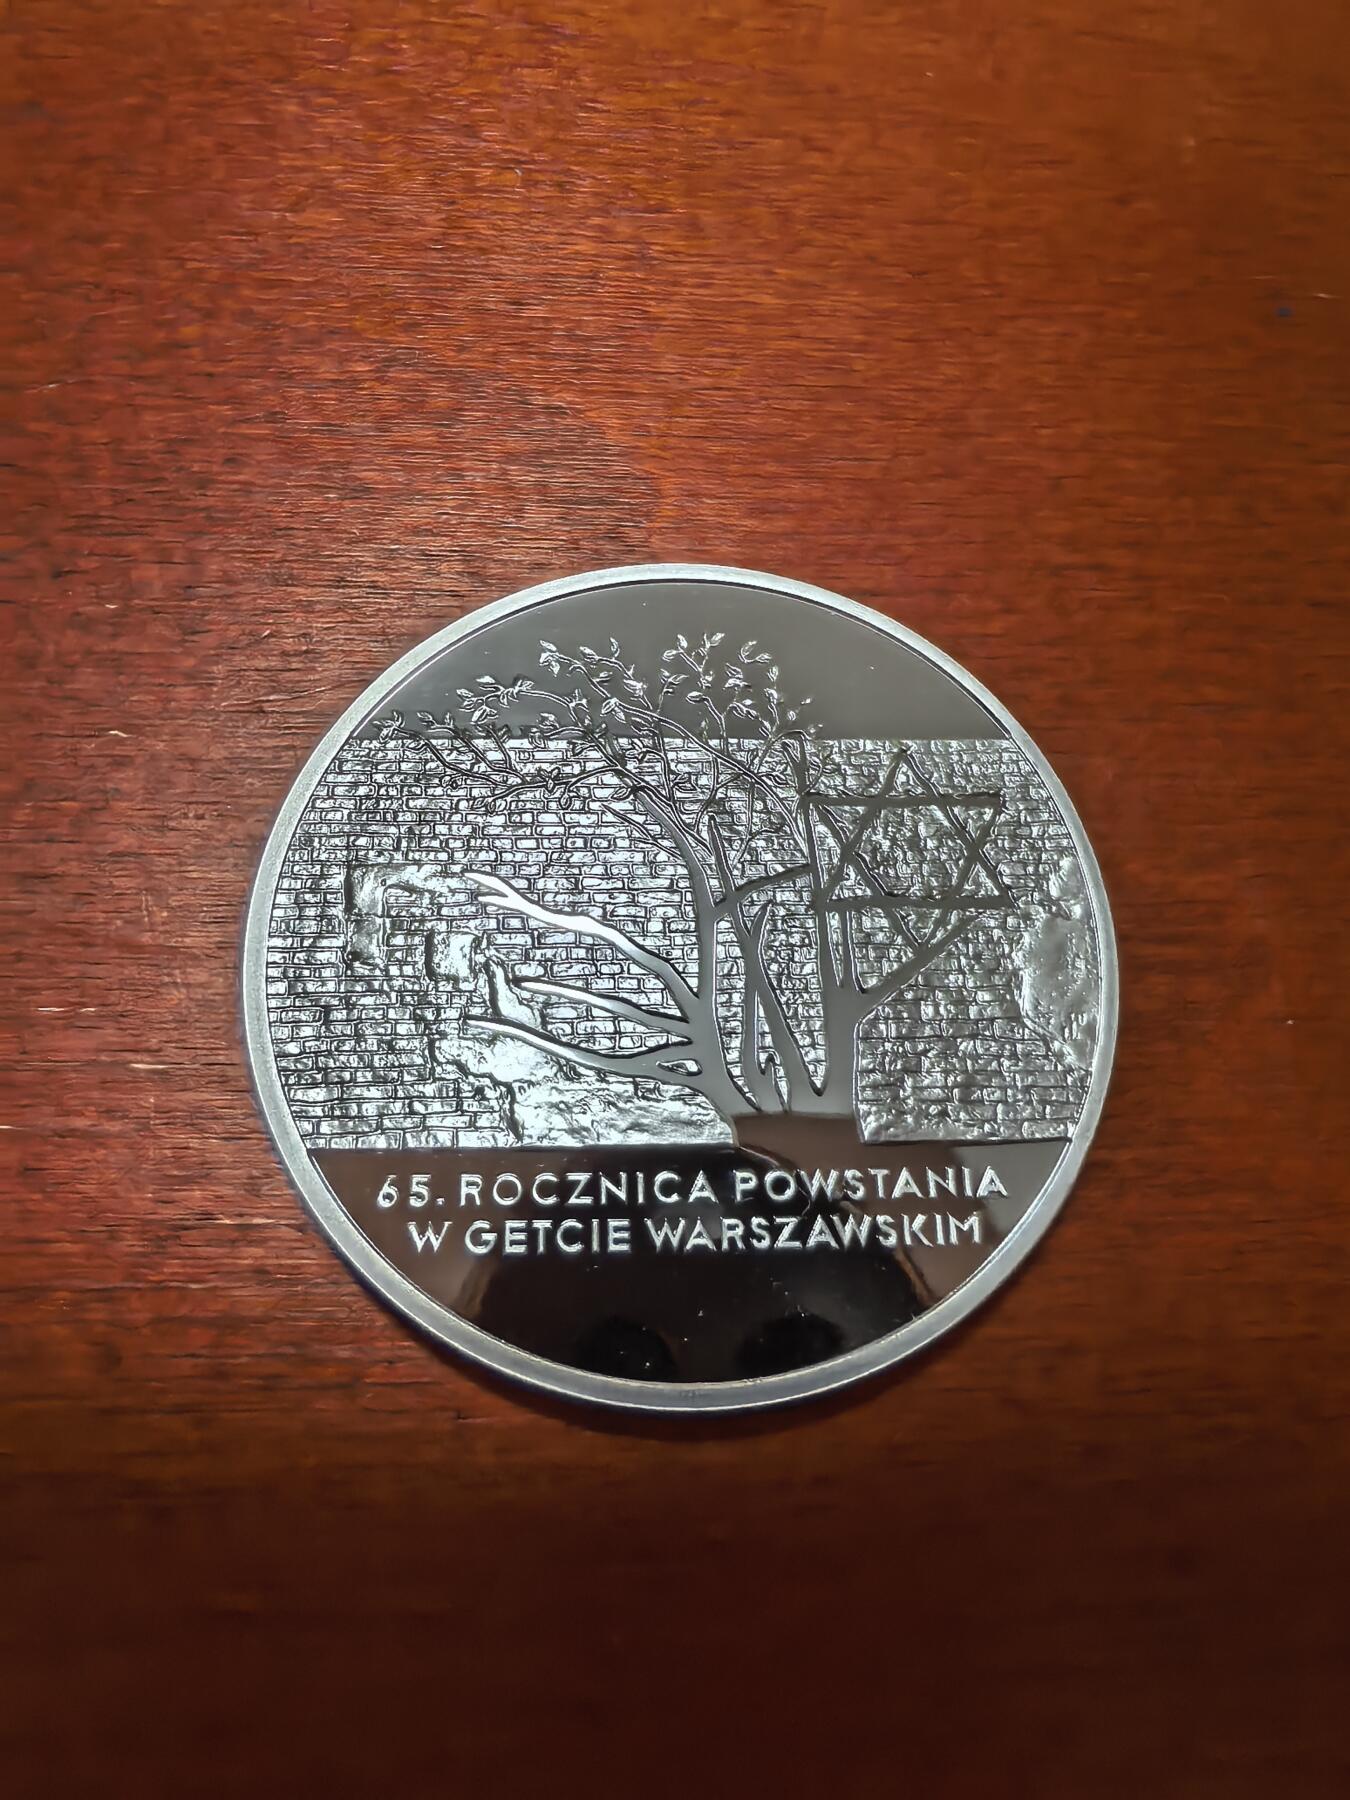 65. ROCZNICA POWSTANIA
W GETCIE WARSZAWSKIM